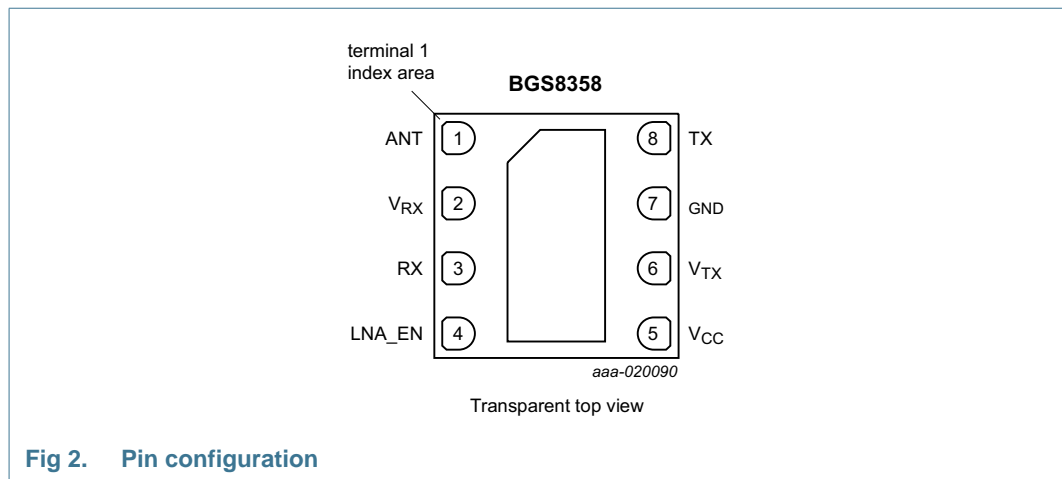 terminal 1
index area
BGS8358
ANT 1 8 TX
VRX 2 7 GND
RX 3 6 VTX
LNA_EN 4 5 VCC
aaa-020090
Transparent top view
Fig 2. Pin configuration